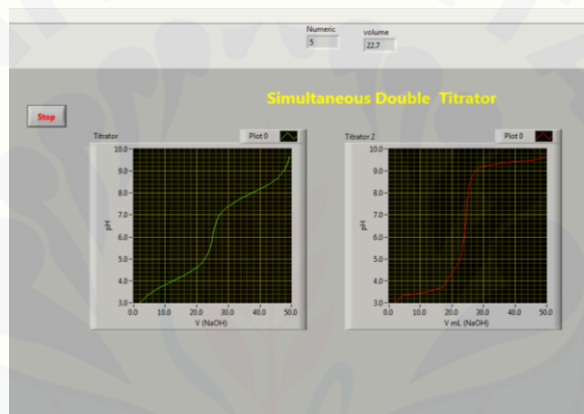 Numeric
5
volume
22.7
Simultaneous Double Titrator
Stop
Titrator
Plot 0
10.0
9.0
8.0
7.0
6.0
5.0
4.0
3.0
pH
0.0 10.0 20.0 30.0 40.0 50.0
V (NaOH)
Titrator 2
Plot 0
10.0
9.0
8.0
7.0
6.0
5.0
4.0
3.0
pH
0.0 10.0 20.0 30.0 40.0 50.0
V mL (NaOH)